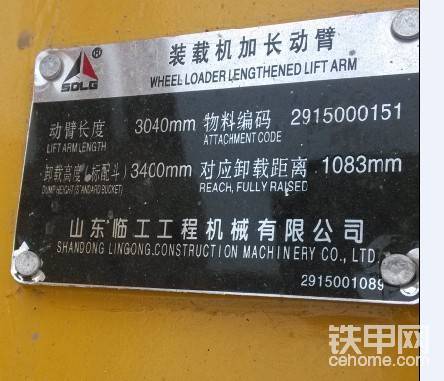 SDLG ®
装载机加长动臂
WHEEL LOADER LENGTHENED LIFT ARM
动臂长度 3040mm 物料编码 2915000151
LIFT ARM LENGTH ATTACHMENT CODE
卸载高度(标配斗) 3400mm 对应卸载距离 1083mm
DUMP HEIGHT (STANDARD BUCKET) REACH, FULLY RAISED
山东临工工程机械有限公司
SHANDONG LINGONG CONSTRUCTION MACHINERY CO., LTD.
2915001089
铁甲网
cehome.com